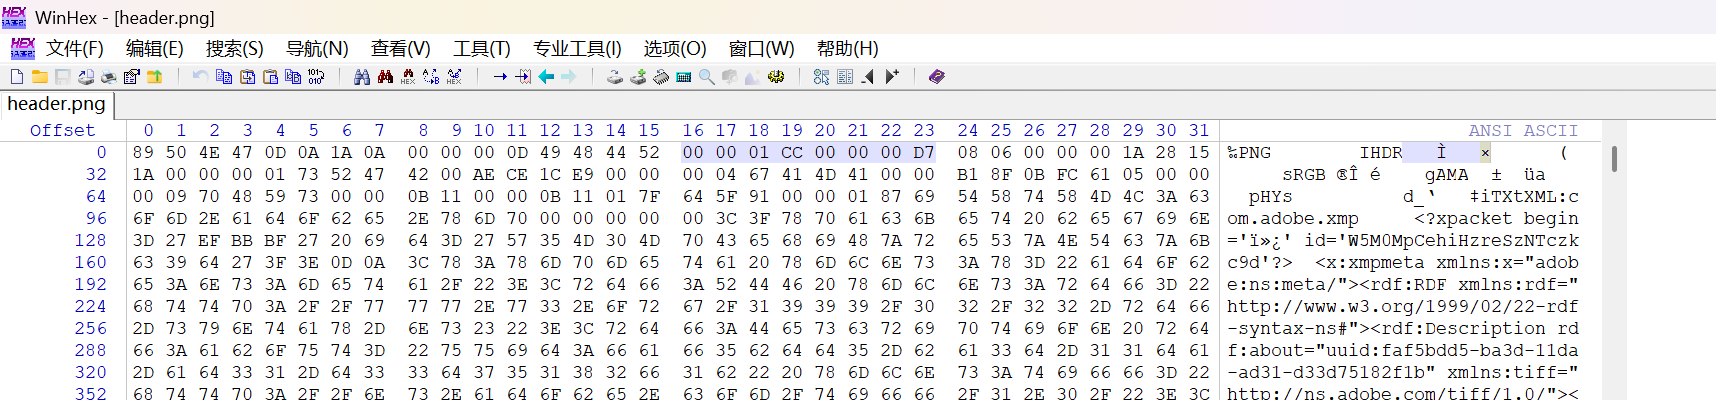 WinHex - [header.png]
文件(F) 编辑(E) 搜索(S) 导航(N) 查看(V) 工具(T) 专业工具(I) 选项(O) 窗口(W) 帮助(H)
header.png
Offset 0 1 2 3 4 5 6 7 8 9 10 11 12 13 14 15 16 17 18 19 20 21 22 23 24 25 26 27 28 29 30 31 ANSI ASCII
0 89 50 4E 47 0D 0A 1A 0A 00 00 00 0D 49 48 44 52 00 00 01 CC 00 00 00 D7 08 06 00 00 00 1A 28 15 ‰PNG IHDR Ì × (
32 1A 00 00 00 01 73 52 47 42 00 AE CE 1C E9 00 00 00 04 67 41 4D 41 00 00 B1 8F 0B FC 61 05 00 00 sRGB ®Î é gAMA ± üa
64 00 09 70 48 59 73 00 00 0B 11 00 00 0B 11 01 7F 64 5F 91 00 00 01 87 69 54 58 74 58 4D 4C 3A 63 pHYs d_‘ ‡iTXtXML:c
96 6F 6D 2E 61 64 6F 62 65 2E 78 6D 70 00 00 00 00 00 3C 3F 78 70 61 63 6B 65 74 20 62 65 67 69 6E om.adobe.xmp <?xpacket begin
128 3D 27 EF BB BF 27 20 69 64 3D 27 57 35 4D 30 4D 70 43 65 68 69 48 7A 72 65 53 7A 4E 54 63 7A 6B ='ï»¿' id='W5M0MpCehiHzreSzNTczk
160 63 39 64 27 3F 3E 0D 0A 3C 78 3A 78 6D 70 6D 65 74 61 20 78 6D 6C 6E 73 3A 78 3D 22 61 64 6F 62 c9d'?> <x:xmpmeta xmlns:x="adob
192 65 3A 6E 73 3A 6D 65 74 61 2F 22 3E 3C 72 64 66 3A 52 44 46 20 78 6D 6C 6E 73 3A 72 64 66 3D 22 e:ns:meta/"><rdf:RDF xmlns:rdf="
224 68 74 74 70 3A 2F 2F 77 77 77 2E 77 33 2E 6F 72 67 2F 31 39 39 39 2F 30 32 2F 32 32 2D 72 64 66 http://www.w3.org/1999/02/22-rdf
256 2D 73 79 6E 74 61 78 2D 6E 73 23 22 3E 3C 72 64 66 3A 44 65 73 63 72 69 70 74 69 6F 6E 20 72 64 -syntax-ns#"><rdf:Description rd
288 66 3A 61 62 6F 75 74 3D 22 75 75 69 64 3A 66 61 66 35 62 64 64 35 2D 62 61 33 64 2D 31 31 64 61 f:about="uuid:faf5bdd5-ba3d-11da
320 2D 61 64 33 31 2D 64 33 33 64 37 35 31 38 32 66 31 62 22 20 78 6D 6C 6E 73 3A 74 69 66 66 3D 22 -ad31-d33d75182f1b" xmlns:tiff="
352 68 74 74 70 3A 2F 2F 6E 73 2E 61 64 6F 62 65 2E 63 6F 6D 2F 74 69 66 66 2F 31 2E 30 2F 22 3E 3C http://ns.adobe.com/tiff/1.0/"><